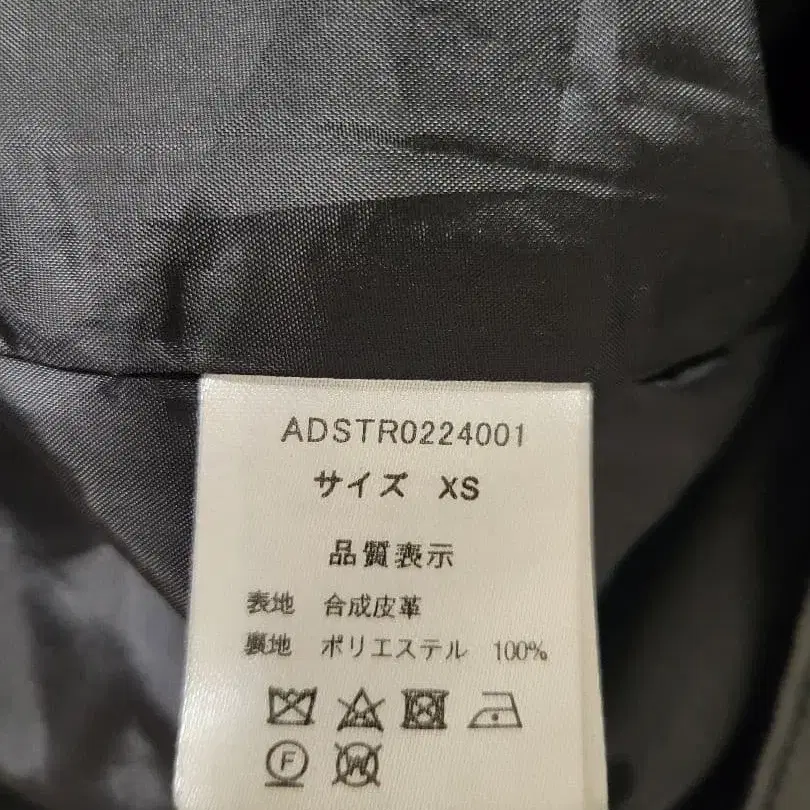 ADSTR0224001
サイズ XS
品質表示
表地 合成皮革
裏地 ポリエステル 100%
F
W